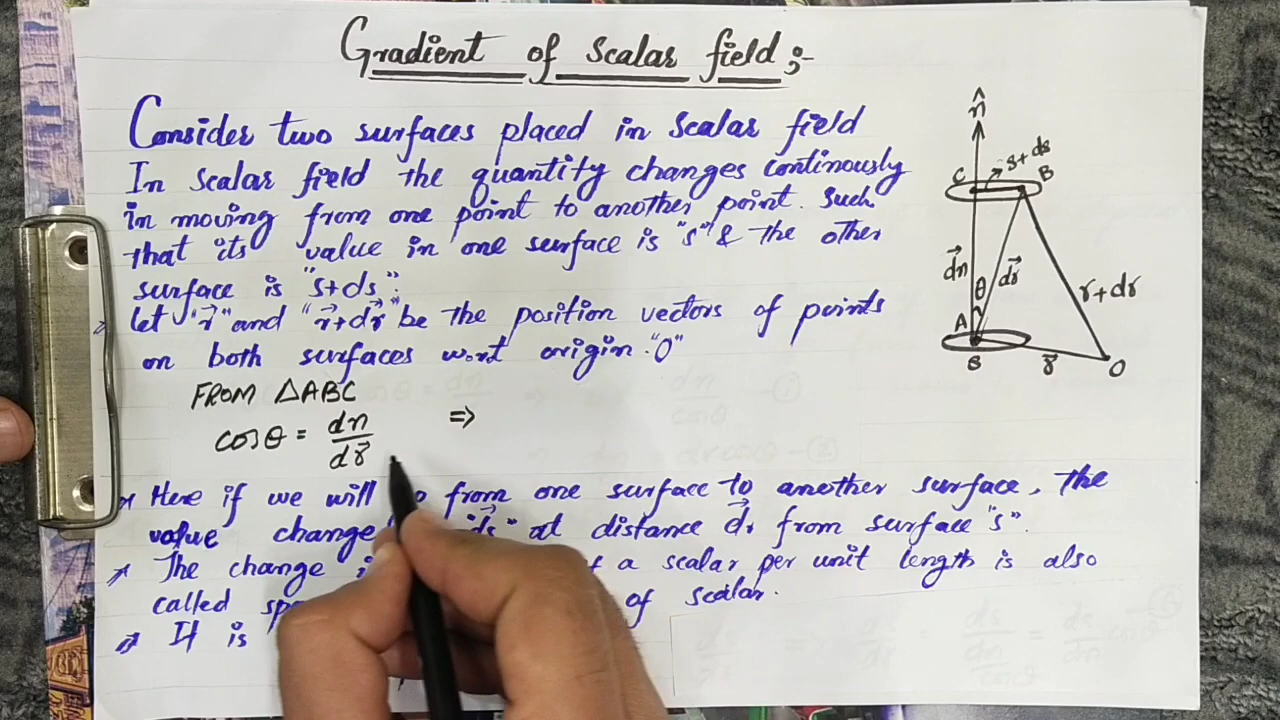 Gradient of Scalar field ;-
Consider two surfaces placed in Scalar field
In Scalar field the quantity changes continously
in moving from one point to another point. Such
that its value in one surface is "s" & the other
surface is "s+ds".
let "r⃗" and "r⃗+dr⃗" be the position vectors of points
on both surfaces w.r.t origin "O"
FROM △ABC
cosθ = dn/dr⃗ ⇒
Here if we will from one surface to another surface, the
value change ds" at distance d⃗r from surface "s".
The change of a scalar per unit length is also
called of scalar.
It is
n̂
C s+ds B
dn⃗ θ dr⃗ r+dr
A
S r⃗ O